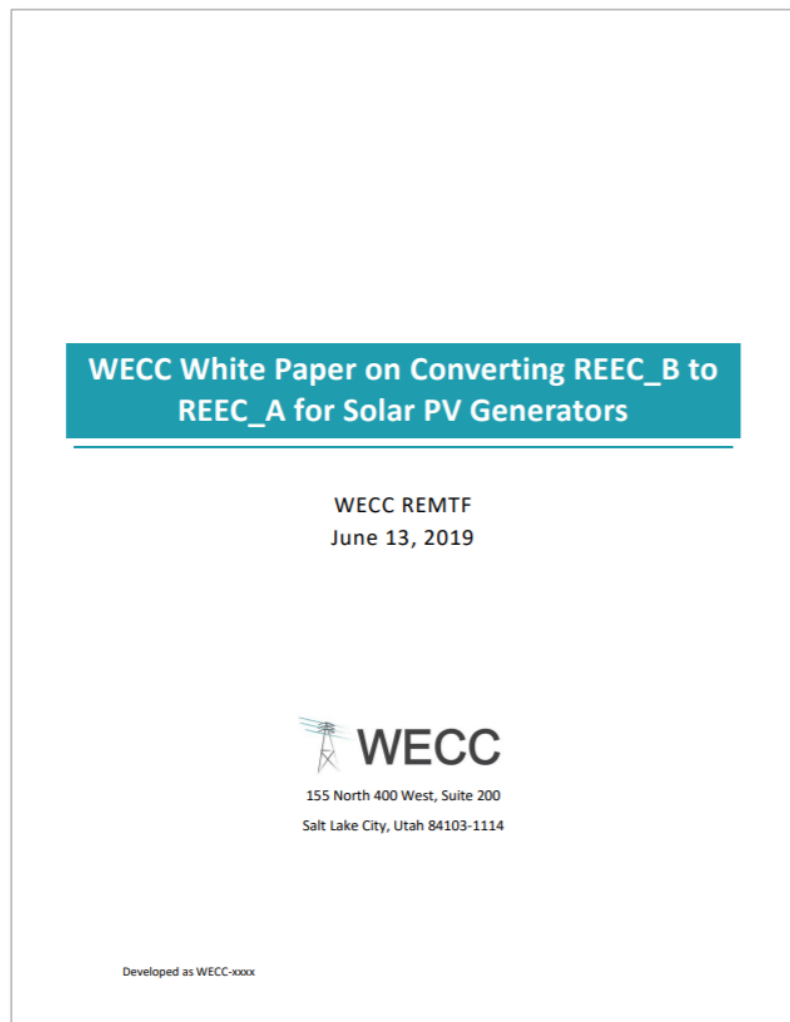 WECC White Paper on Converting REEC_B to
REEC_A for Solar PV Generators
WECC REMTF
June 13, 2019
WECC
155 North 400 West, Suite 200
Salt Lake City, Utah 84103-1114
Developed as WECC-xxxx